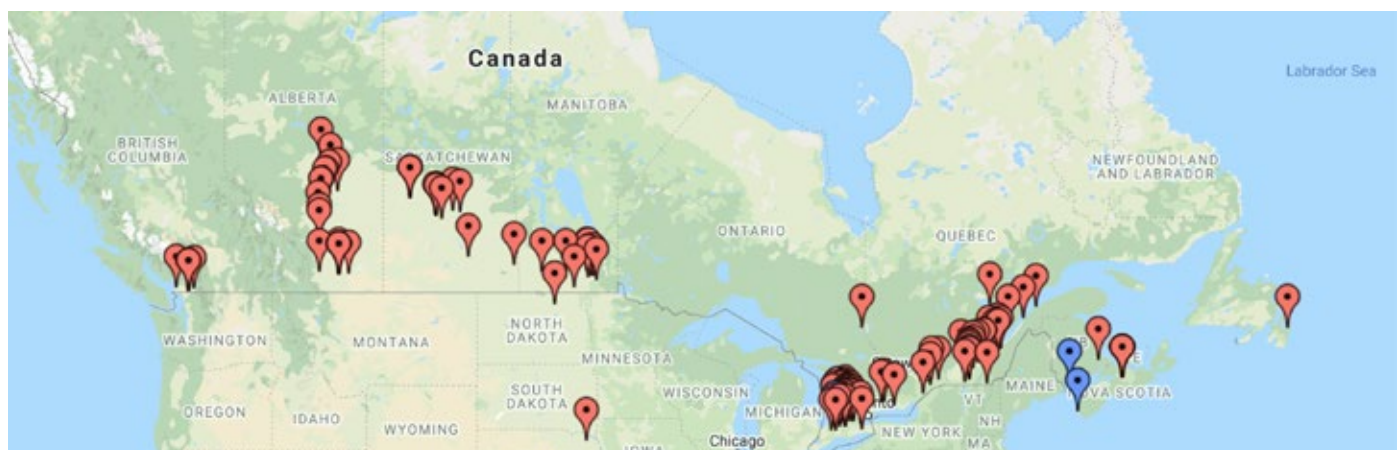 Canada
Labrador Sea
ALBERTA
MANITOBA
BRITISH
COLUMBIA
SASKATCHEWAN
NEWFOUNDLAND
AND LABRADOR
ONTARIO
QUEBEC
WASHINGTON
MONTANA
NORTH
DAKOTA
MINNESOTA
SOUTH
DAKOTA
WISCONSIN
MICHIGAN
MAINE
NOVA SCOTIA
VT
NH
OREGON
IDAHO
WYOMING
NEW YORK
MA
Chicago
IOWA